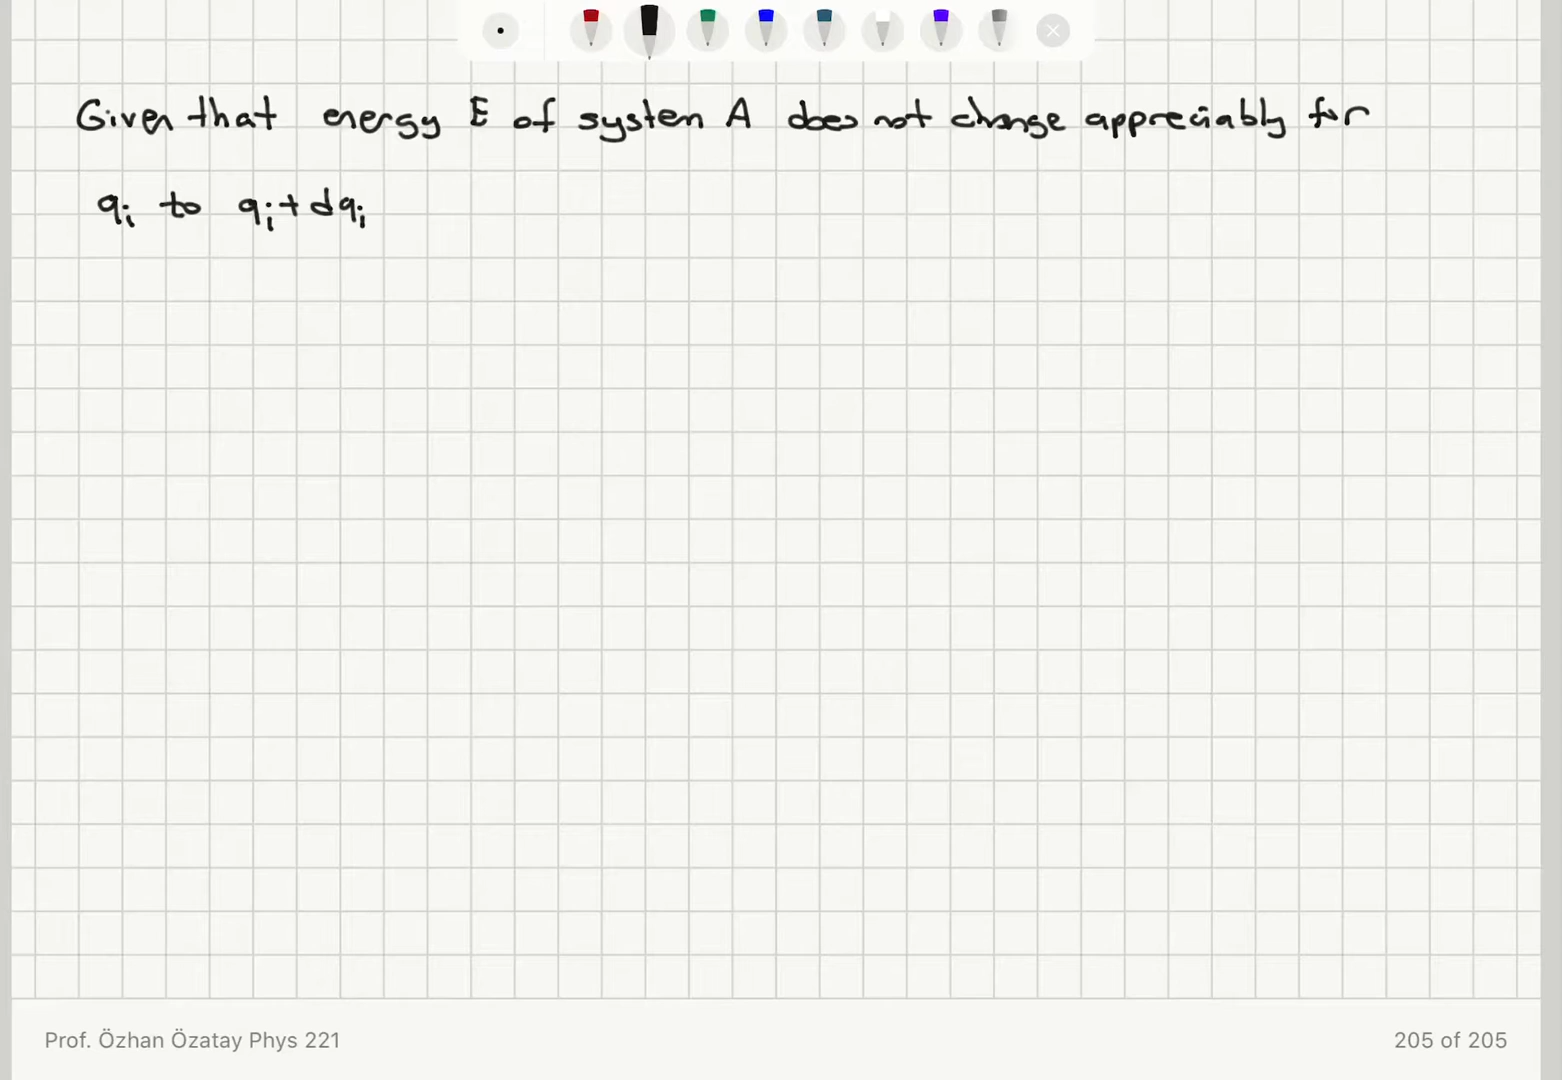 Given that energy E of system A does not change appreciably for
qi to qi + dqi
Prof. Özhan Özatay Phys 221
205 of 205